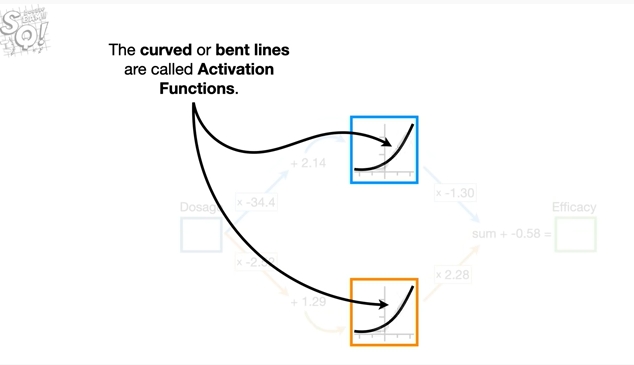 The curved or bent lines
are called Activation
Functions.
+ 2.14
x -34.4
x -1.30
Dosag
Efficacy
sum + -0.58 =
x 2.28
+ 1.29